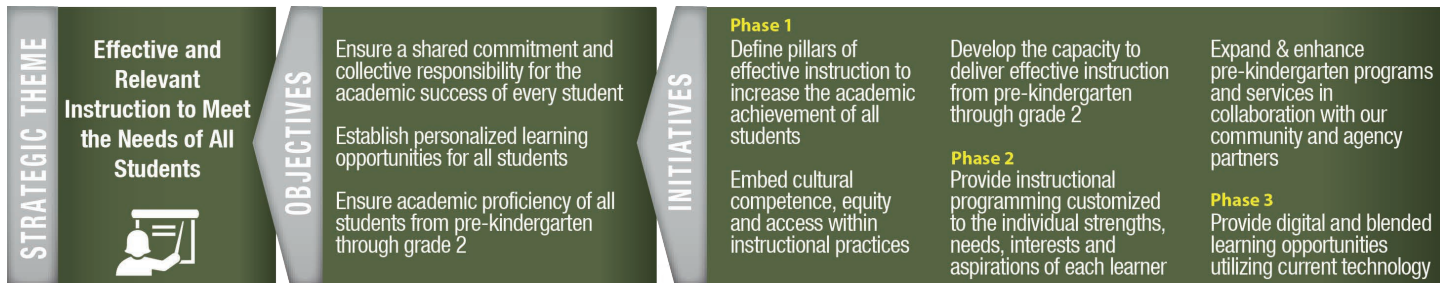 STRATEGIC THEME
Effective and
Relevant
Instruction to Meet
the Needs of All
Students
OBJECTIVES
Ensure a shared commitment and
collective responsibility for the
academic success of every student
Establish personalized learning
opportunities for all students
Ensure academic proficiency of all
students from pre-kindergarten
through grade 2
INITIATIVES
Phase 1
Define pillars of
effective instruction to
increase the academic
achievement of all
students
Embed cultural
competence, equity
and access within
instructional practices
Develop the capacity to
deliver effective instruction
from pre-kindergarten
through grade 2
Phase 2
Provide instructional
programming customized
to the individual strengths,
needs, interests and
aspirations of each learner
Expand & enhance
pre-kindergarten programs
and services in
collaboration with our
community and agency
partners
Phase 3
Provide digital and blended
learning opportunities
utilizing current technology